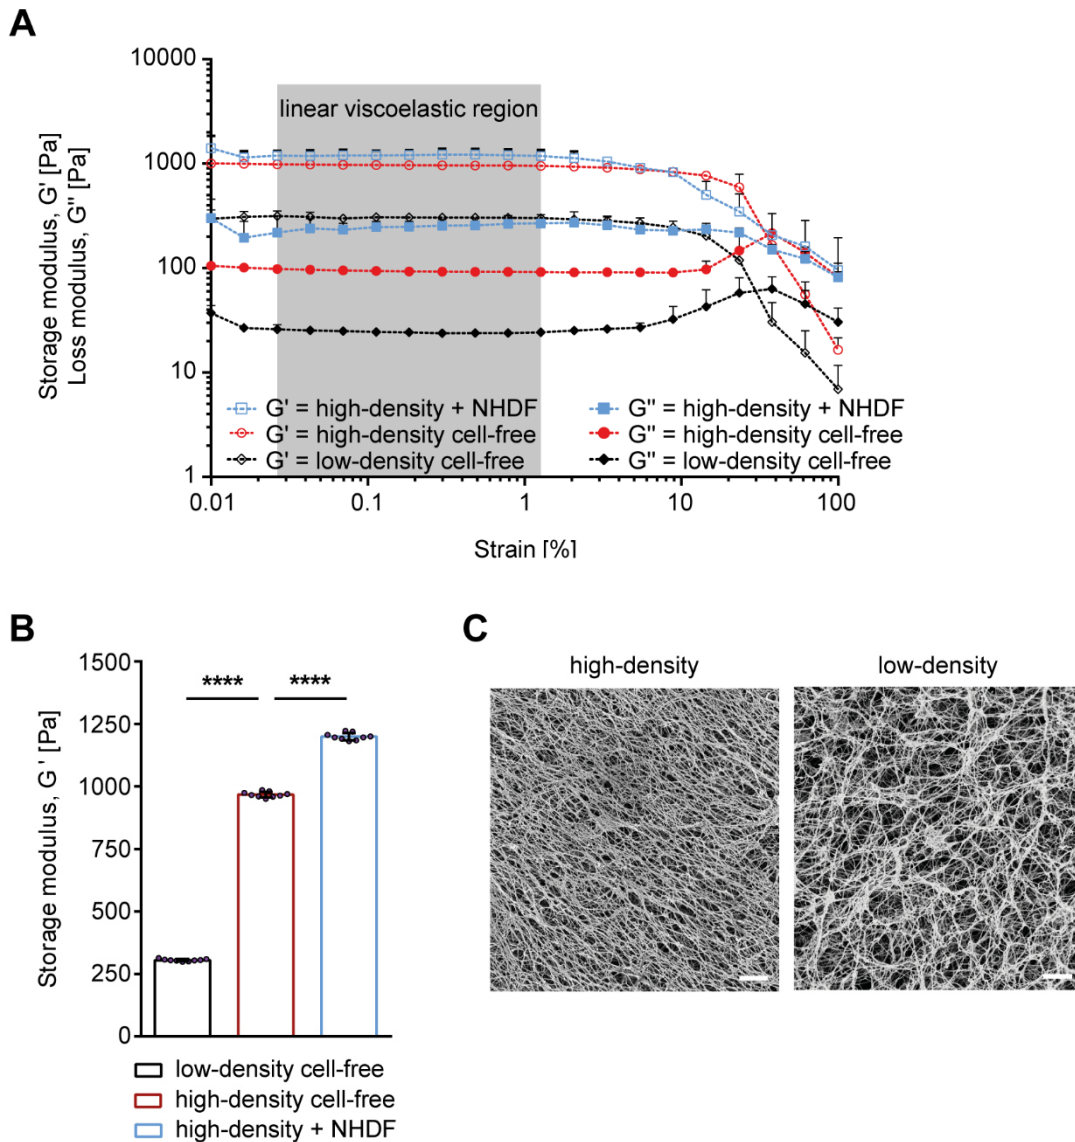 A
Storage modulus, G' [Pa]
Loss modulus, G'' [Pa]
10000
1000
100
10
1
linear viscoelastic region
G' = high-density + NHDF
G' = high-density cell-free
G' = low-density cell-free
G'' = high-density + NHDF
G'' = high-density cell-free
G'' = low-density cell-free
0.01
0.1
1
10
100
Strain [%]
B
Storage modulus, G ' [Pa]
1500
1250
1000
750
500
250
0
****
****
low-density cell-free
high-density cell-free
high-density + NHDF
C
high-density
low-density